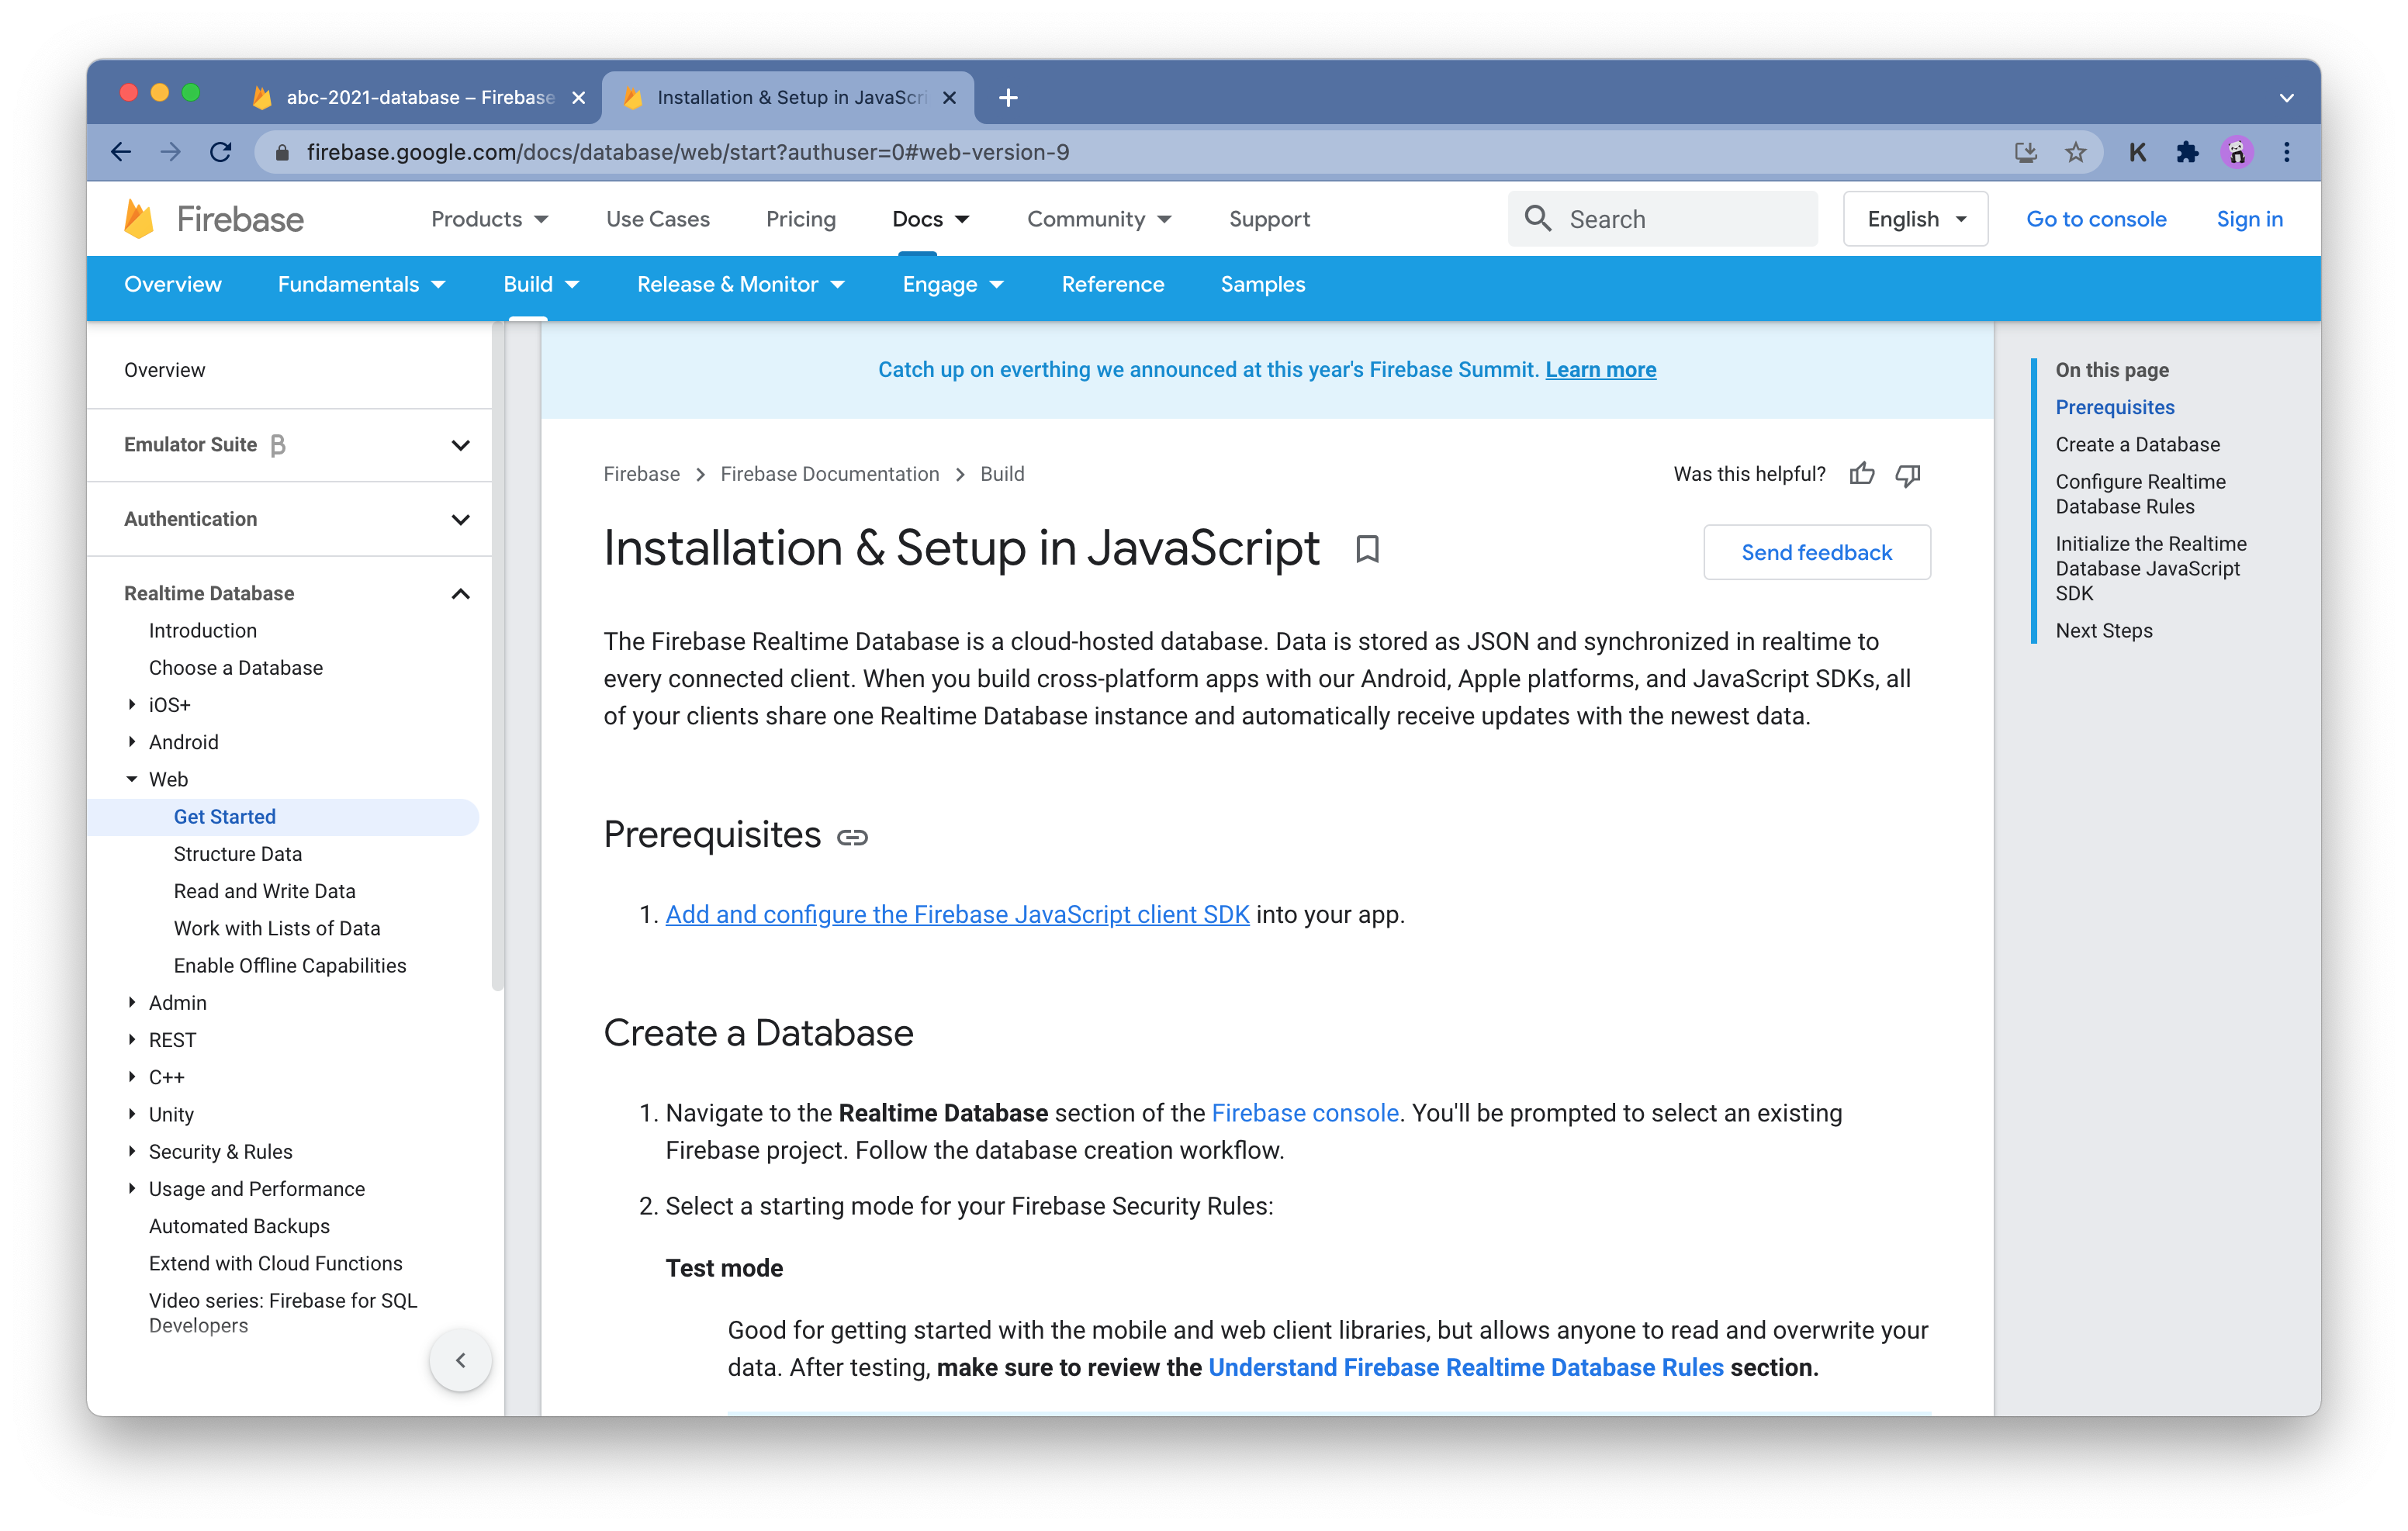 abc-2021-database – Firebase
Installation & Setup in JavaScri
firebase.google.com/docs/database/web/start?authuser=0#web-version-9
K
Firebase
Products
Use Cases
Pricing
Docs
Community
Support
Search
English
Go to console
Sign in
Overview
Fundamentals
Build
Release & Monitor
Engage
Reference
Samples
Overview
Emulator Suite β
Authentication
Realtime Database
Introduction
Choose a Database
iOS+
Android
Web
Get Started
Structure Data
Read and Write Data
Work with Lists of Data
Enable Offline Capabilities
Admin
REST
C++
Unity
Security & Rules
Usage and Performance
Automated Backups
Extend with Cloud Functions
Video series: Firebase for SQL
Developers
Catch up on everthing we announced at this year's Firebase Summit. Learn more
Firebase > Firebase Documentation > Build
Was this helpful?
Installation & Setup in JavaScript
Send feedback
The Firebase Realtime Database is a cloud-hosted database. Data is stored as JSON and synchronized in realtime to
every connected client. When you build cross-platform apps with our Android, Apple platforms, and JavaScript SDKs, all
of your clients share one Realtime Database instance and automatically receive updates with the newest data.
Prerequisites
1. Add and configure the Firebase JavaScript client SDK into your app.
Create a Database
1. Navigate to the Realtime Database section of the Firebase console. You'll be prompted to select an existing
Firebase project. Follow the database creation workflow.
2. Select a starting mode for your Firebase Security Rules:
Test mode
Good for getting started with the mobile and web client libraries, but allows anyone to read and overwrite your
data. After testing, make sure to review the Understand Firebase Realtime Database Rules section.
On this page
Prerequisites
Create a Database
Configure Realtime
Database Rules
Initialize the Realtime
Database JavaScript
SDK
Next Steps